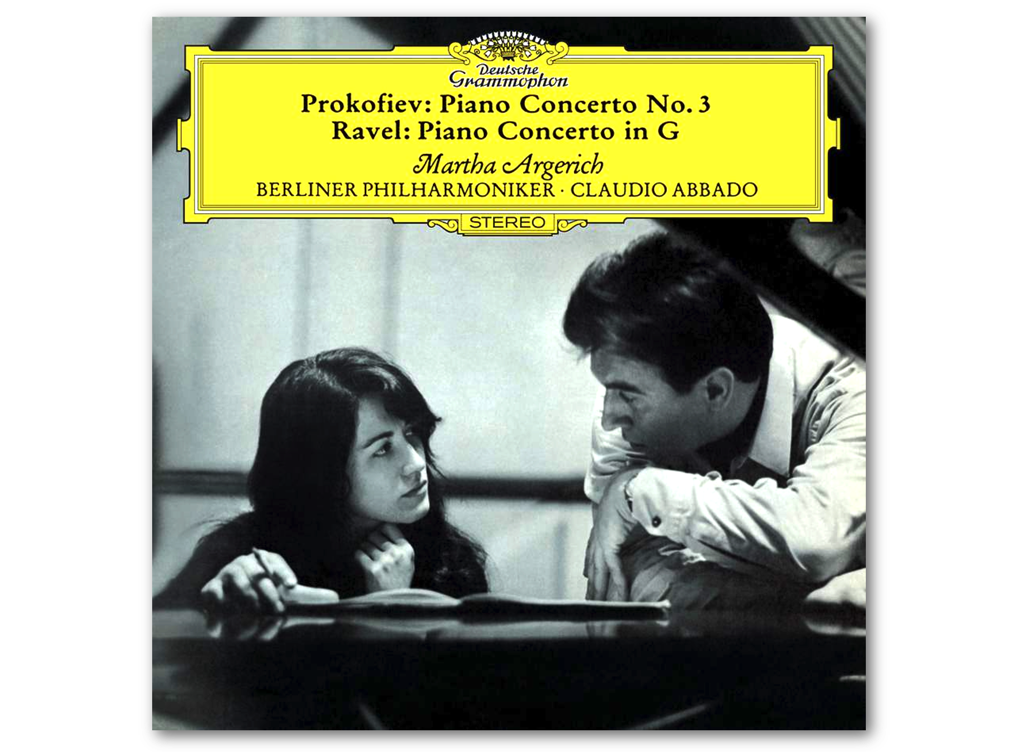 Deutsche
Grammophon
Prokofiev: Piano Concerto No. 3
Ravel: Piano Concerto in G
Martha Argerich
BERLINER PHILHARMONIKER · CLAUDIO ABBADO
STEREO